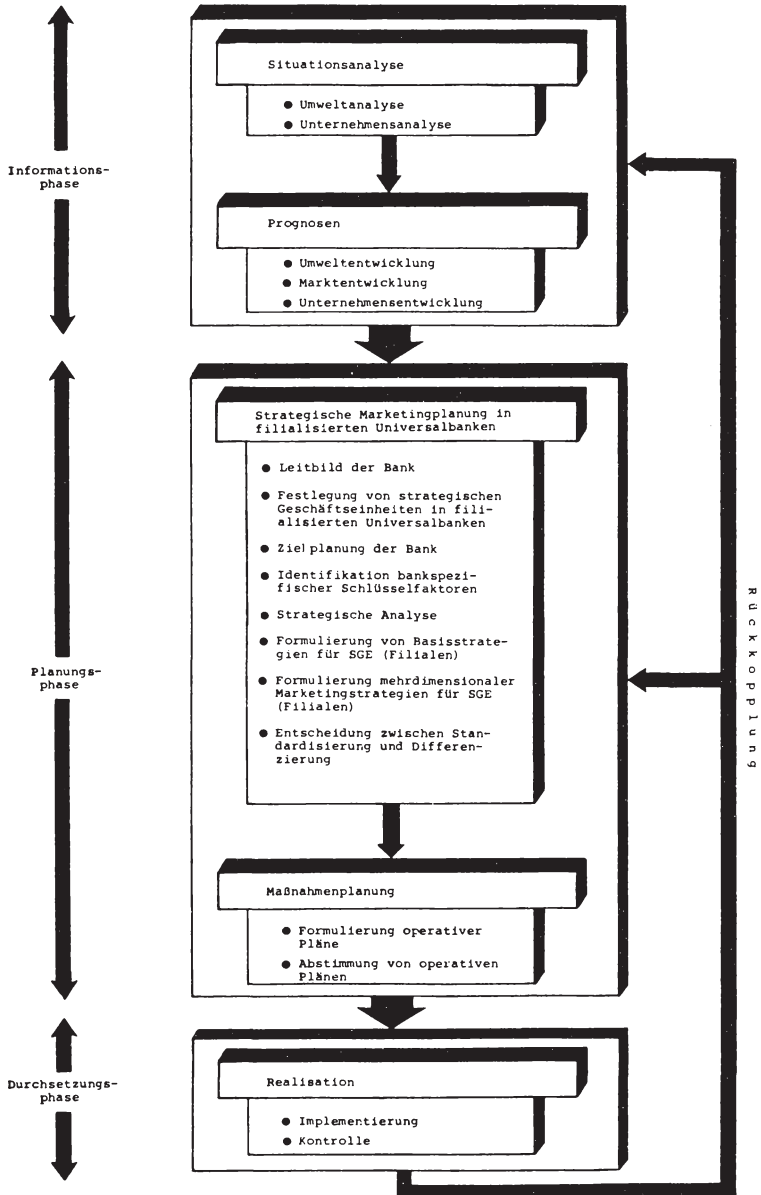 Situationsanalyse
● Umweltanalyse
● Unternehmensanalyse
Informations-
phase
Prognosen
● Umweltentwicklung
● Marktentwicklung
● Unternehmensentwicklung
Strategische Marketingplanung in
filialisierten Universalbanken
● Leitbild der Bank
● Festlegung von strategischen
Geschäftseinheiten in fili-
alisierten Universalbanken
● Zielplanung der Bank
● Identifikation bankspezi-
fischer Schlüsselfaktoren
● Strategische Analyse
● Formulierung von Basisstrate-
gien für SGE (Filialen)
● Formulierung mehrdimensionaler
Marketingstrategien für SGE
(Filialen)
● Entscheidung zwischen Stan-
dardisierung und Differen-
zierung
Planungs-
phase
Rückkopplung
Maßnahmenplanung
● Formulierung operativer
Pläne
● Abstimmung von operativen
Plänen
Durchsetzungs-
phase
Realisation
● Implementierung
● Kontrolle